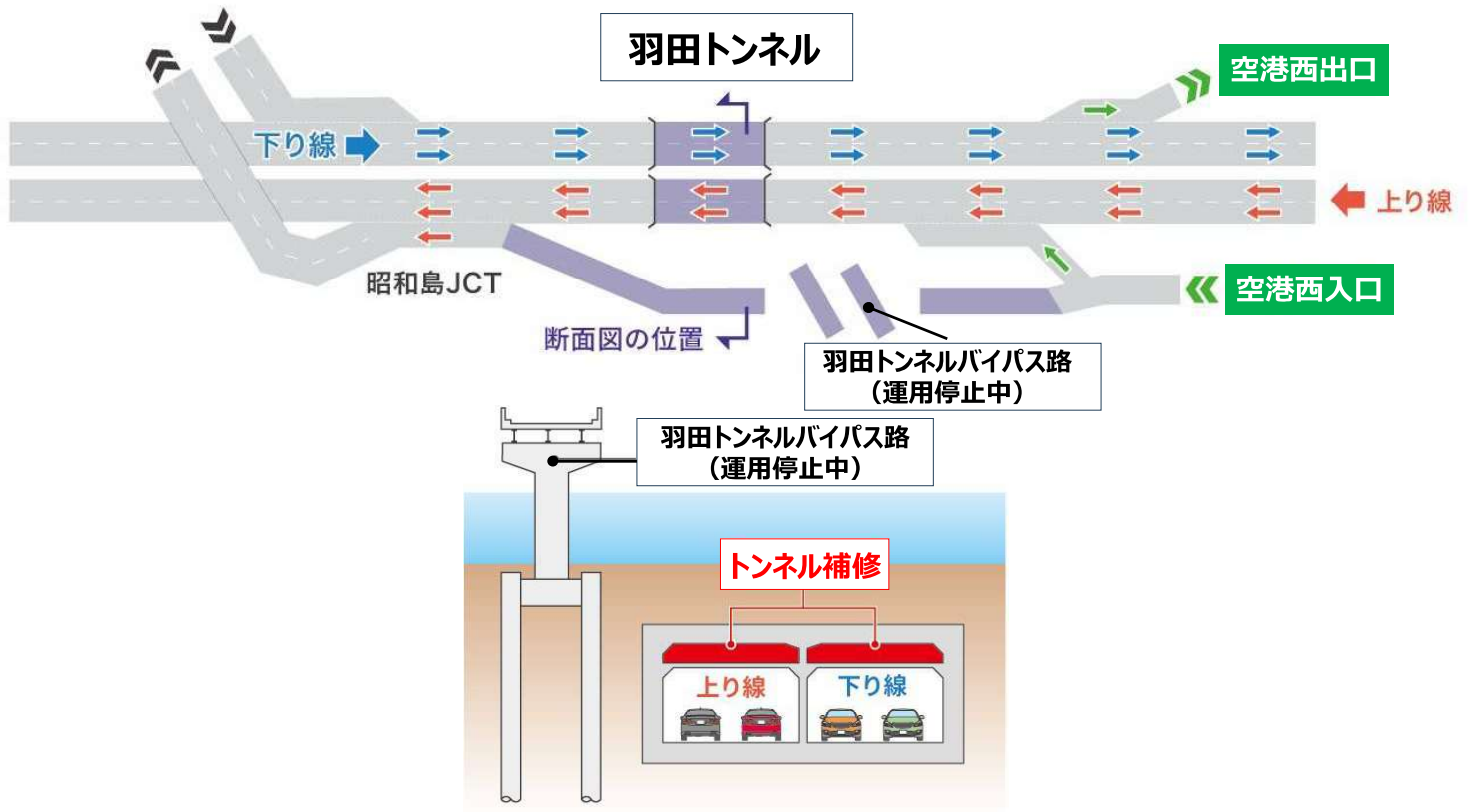 羽田トンネル
空港西出口
下り線
上り線
昭和島JCT
空港西入口
断面図の位置
羽田トンネルバイパス路
（運用停止中）
羽田トンネルバイパス路
（運用停止中）
トンネル補修
上り線
下り線